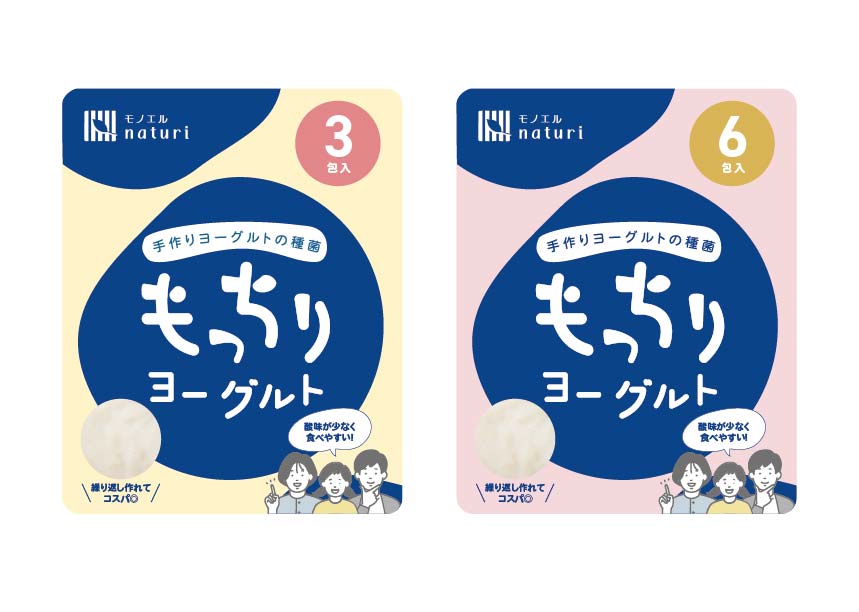 モノエル
naturi
3
包入
手作りヨーグルトの種菌
もっちり
ヨーグルト
酸味が少なく
食べやすい!
繰り返し作れて
コスパ◎
モノエル
naturi
6
包入
手作りヨーグルトの種菌
もっちり
ヨーグルト
酸味が少なく
食べやすい!
繰り返し作れて
コスパ◎